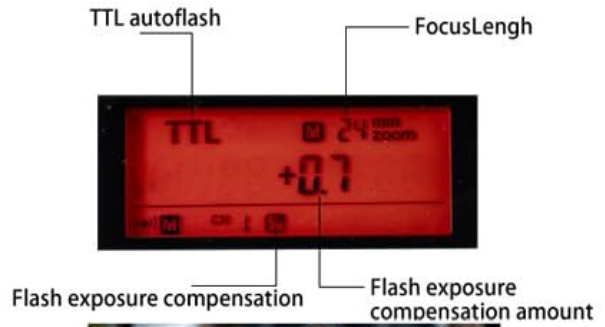 TTL autoflash
FocusLengh
TTL M 24 mm zoom
+0.7
M
Flash exposure compensation
Flash exposure
compensation amount